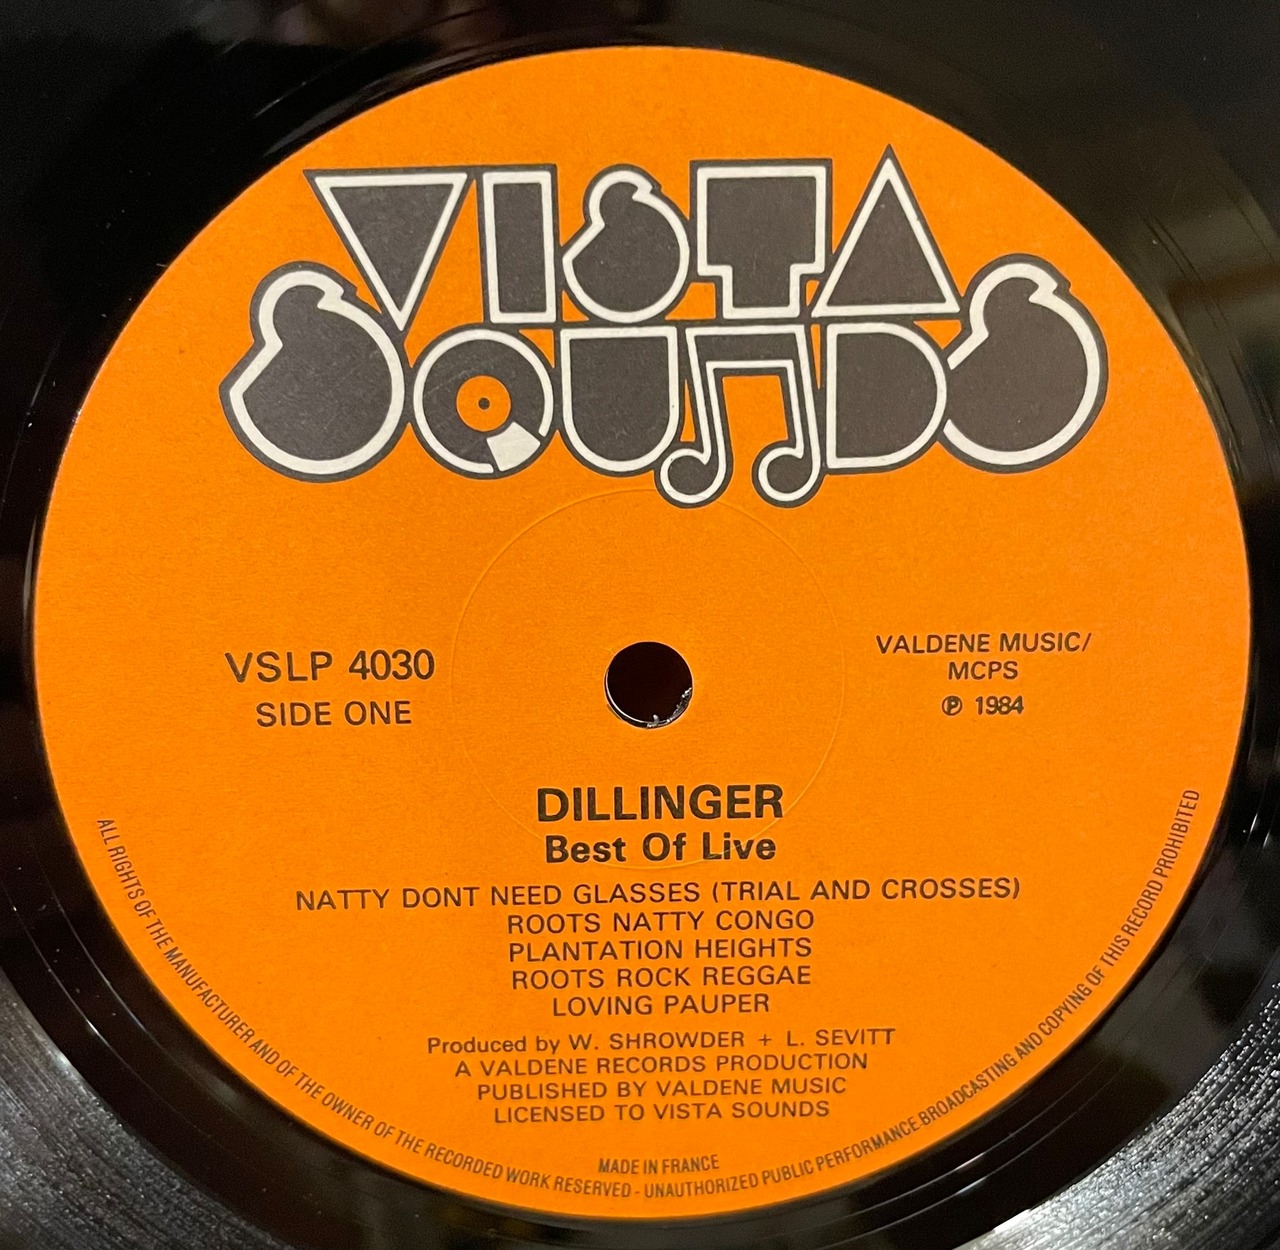 VISTA
SOUNDS
VSLP 4030
SIDE ONE
VALDENE MUSIC/
MCPS
℗ 1984
DILLINGER
Best Of Live
NATTY DONT NEED GLASSES (TRIAL AND CROSSES)
ROOTS NATTY CONGO
PLANTATION HEIGHTS
ROOTS ROCK REGGAE
LOVING PAUPER
Produced by W. SHROWDER + L. SEVITT
A VALDENE RECORDS PRODUCTION
PUBLISHED BY VALDENE MUSIC
LICENSED TO VISTA SOUNDS
MADE IN FRANCE
ALL RIGHTS OF THE MANUFACTURER AND OF THE OWNER OF THE RECORDED WORK RESERVED - UNAUTHORIZED PUBLIC PERFORMANCE.BROADCASTING AND COPYING OF THIS RECORD PROHIBITED